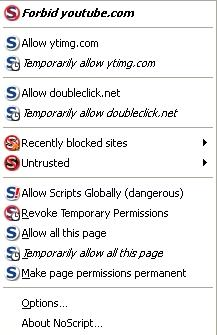 Forbid youtube.com
Allow ytimg.com
Temporarily allow ytimg.com
Allow doubleclick.net
Temporarily allow doubleclick.net
Recently blocked sites
Untrusted
Allow Scripts Globally (dangerous)
Revoke Temporary Permissions
Allow all this page
Temporarily allow all this page
Make page permissions permanent
Options...
About NoScript...